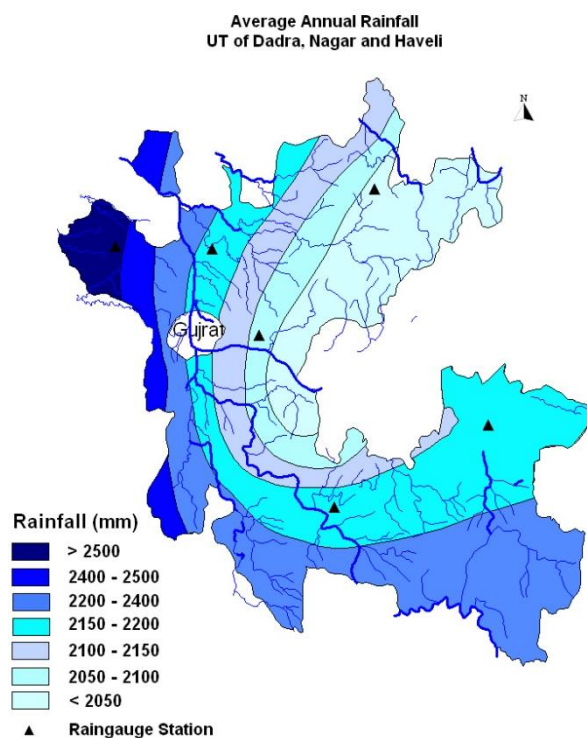 Average Annual Rainfall
UT of Dadra, Nagar and Haveli
N
Gujrat
Rainfall (mm)
> 2500
2400 - 2500
2200 - 2400
2150 - 2200
2100 - 2150
2050 - 2100
< 2050
Raingauge Station